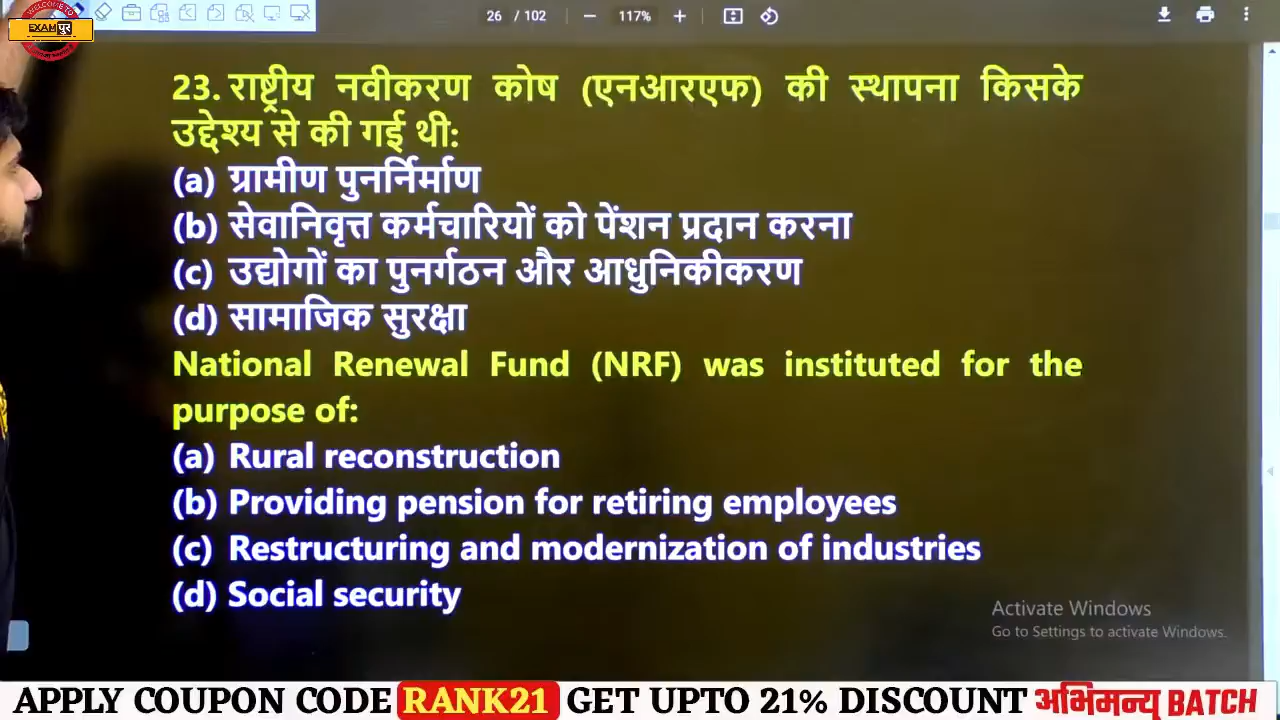 WELCOME TO
EXAMपुर
26 / 102
117%
23. राष्ट्रीय नवीकरण कोष (एनआरएफ) की स्थापना किसके
उद्देश्य से की गई थी:
(a) ग्रामीण पुनर्निर्माण
(b) सेवानिवृत्त कर्मचारियों को पेंशन प्रदान करना
(c) उद्योगों का पुनर्गठन और आधुनिकीकरण
(d) सामाजिक सुरक्षा
National Renewal Fund (NRF) was instituted for the
purpose of:
(a) Rural reconstruction
(b) Providing pension for retiring employees
(c) Restructuring and modernization of industries
(d) Social security
Activate Windows
Go to Settings to activate Windows.
APPLY COUPON CODE RANK21 GET UPTO 21% DISCOUNT अभिमन्यु BATCH